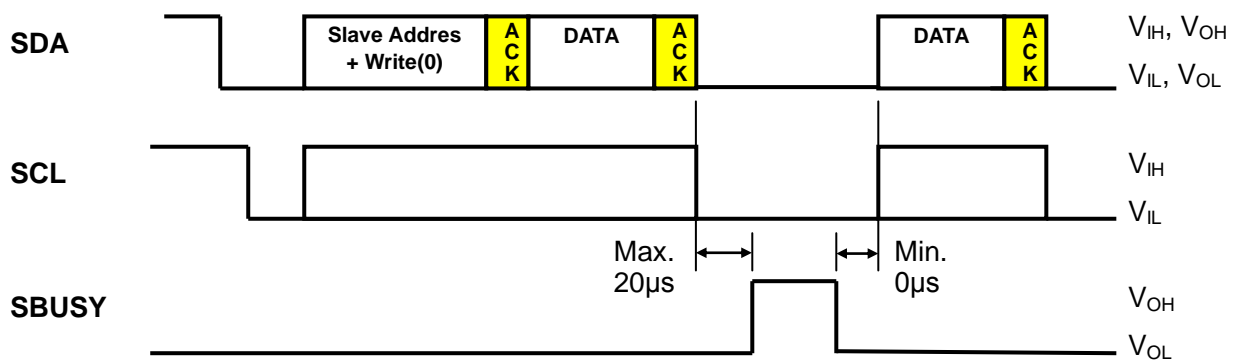 SDA
Slave Addres
+ Write(0)
A
C
K
DATA
A
C
K
DATA
A
C
K
VIH, VOH
VIL, VOL
SCL
VIH
VIL
Max.
20µs
Min.
0µs
SBUSY
VOH
VOL